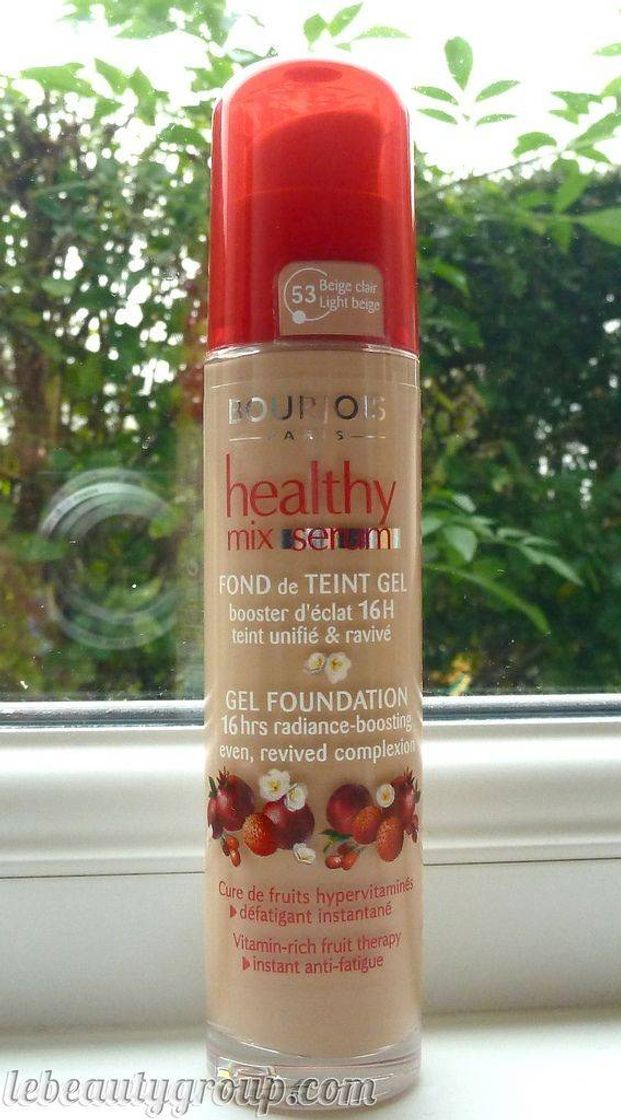 53 Beige clair
Light beige
BOURJOIS
PARIS
healthy
mix serum
FOND de TEINT GEL
booster d'éclat 16H
teint unifié & ravivé
GEL FOUNDATION
16 hrs radiance-boosting,
even, revived complexion
Cure de fruits hypervitaminés
▶ défatigant instantané
Vitamin-rich fruit therapy
▶ instant anti-fatigue
lebeautygroup.com